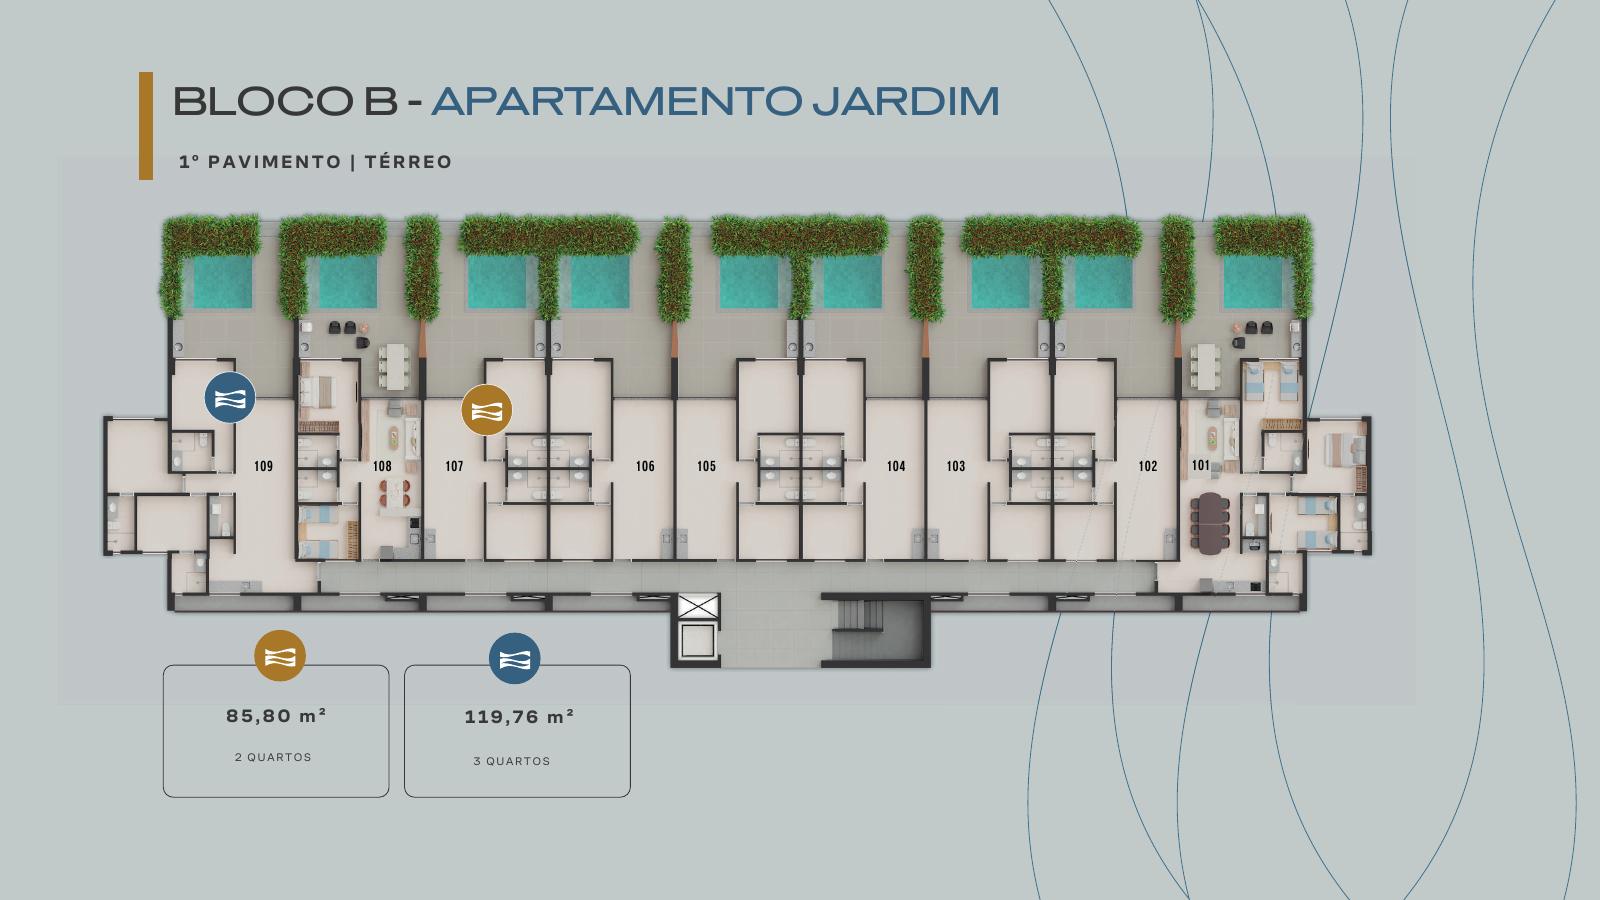 BLOCO B - APARTAMENTO JARDIM
1º PAVIMENTO | TÉRREO
109
108
107
106
105
104
103
102
101
85,80 m²
2 QUARTOS
119,76 m²
3 QUARTOS